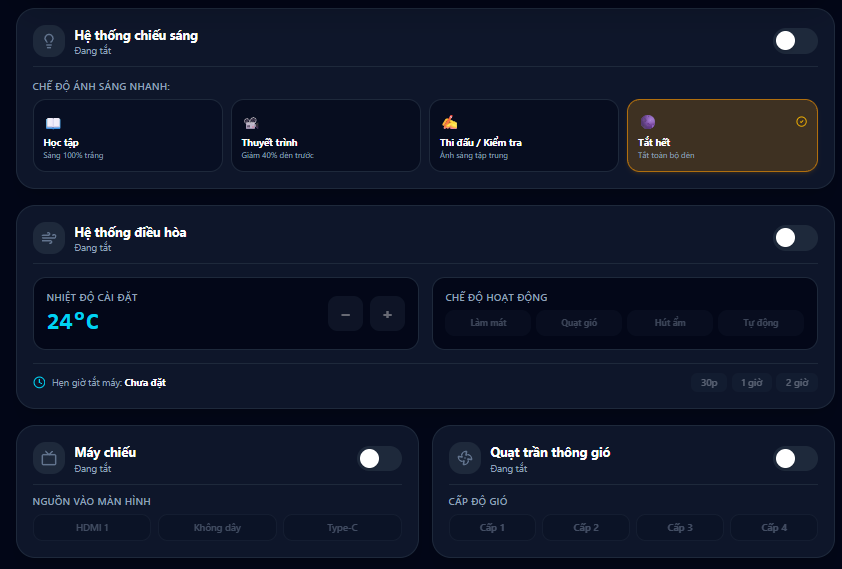 Hệ thống chiếu sáng
Đang tắt
CHẾ ĐỘ ÁNH SÁNG NHANH:
Học tập
Sáng 100% trắng
Thuyết trình
Giảm 40% đèn trước
Thi đấu / Kiểm tra
Ánh sáng tập trung
Tắt hết
Tắt toàn bộ đèn
Hệ thống điều hòa
Đang tắt
NHIỆT ĐỘ CÀI ĐẶT
24°C
−
+
CHẾ ĐỘ HOẠT ĐỘNG
Làm mát
Quạt gió
Hút ẩm
Tự động
Hẹn giờ tắt máy: Chưa đặt
30p
1 giờ
2 giờ
Máy chiếu
Đang tắt
NGUỒN VÀO MÀN HÌNH
HDMI 1
Không dây
Type-C
Quạt trần thông gió
Đang tắt
CẤP ĐỘ GIÓ
Cấp 1
Cấp 2
Cấp 3
Cấp 4